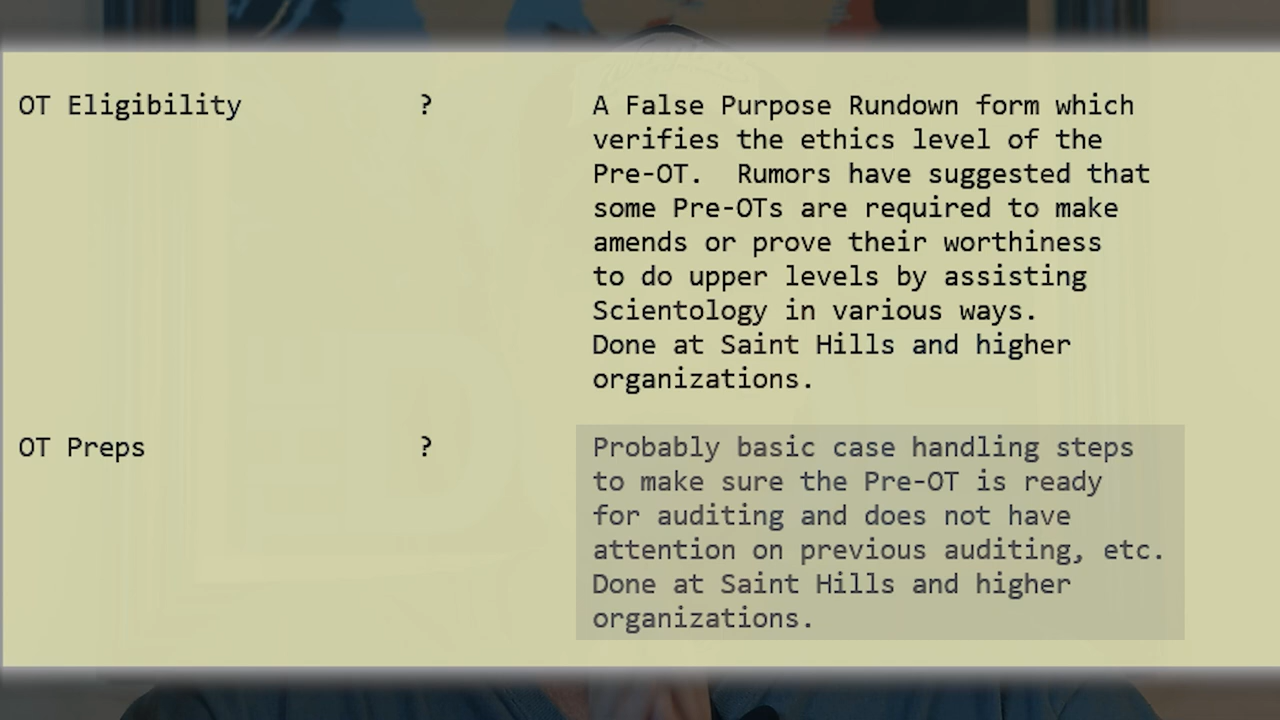 OT Eligibility ? A False Purpose Rundown form which
verifies the ethics level of the
Pre-OT. Rumors have suggested that
some Pre-OTs are required to make
amends or prove their worthiness
to do upper levels by assisting
Scientology in various ways.
Done at Saint Hills and higher
organizations.
OT Preps ? Probably basic case handling steps
to make sure the Pre-OT is ready
for auditing and does not have
attention on previous auditing, etc.
Done at Saint Hills and higher
organizations.